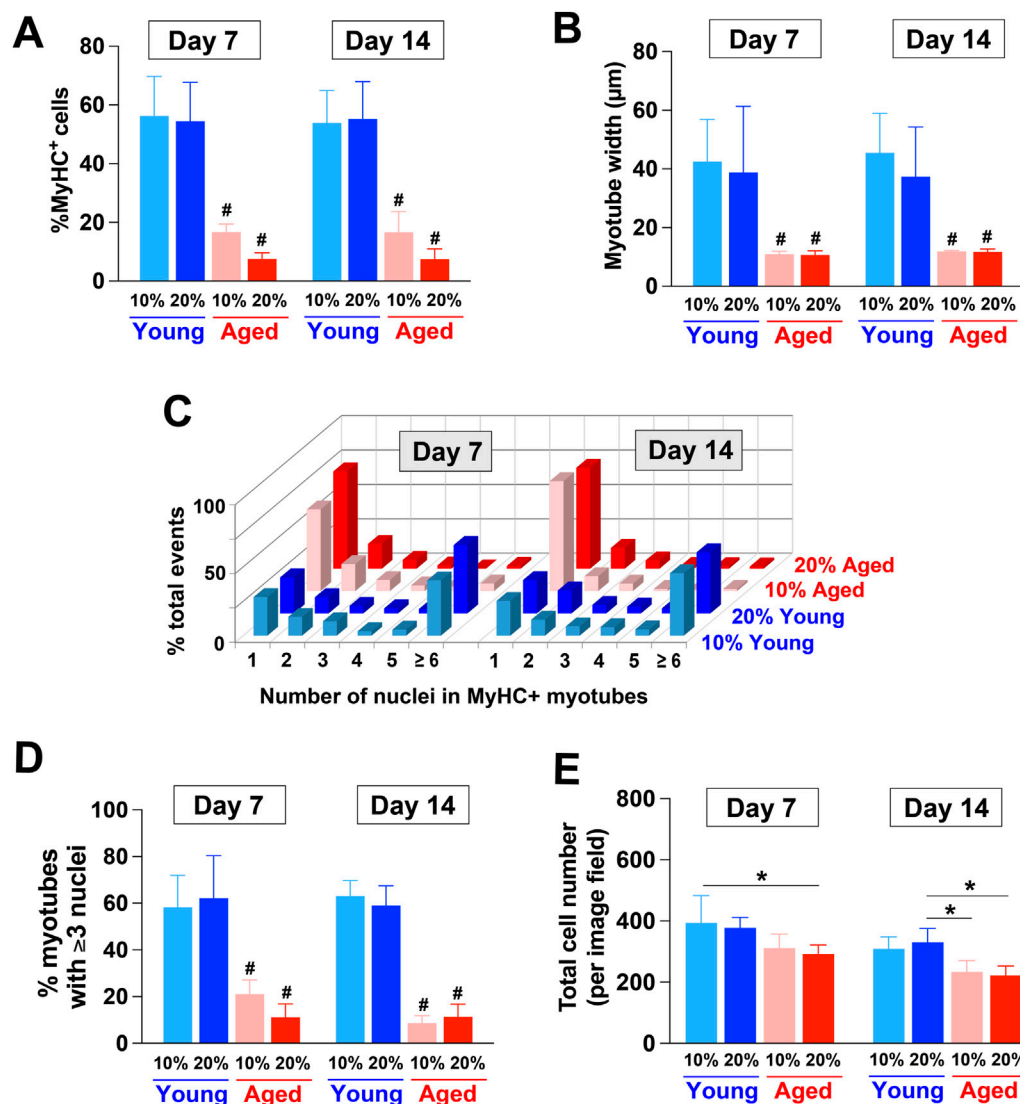 A
Day 7
Day 14
%MyHC⁺ cells
80
60
40
20
0
#
#
#
#
10% 20% 10% 20%
10% 20% 10% 20%
Young Aged
Young Aged
B
Day 7
Day 14
Myotube width (µm)
80
60
40
20
0
# #
# #
10% 20% 10% 20%
10% 20% 10% 20%
Young Aged
Young Aged
C
Day 7
Day 14
% total events
100
50
0
20% Aged
10% Aged
20% Young
10% Young
1 2 3 4 5 ≥ 6
1 2 3 4 5 ≥ 6
Number of nuclei in MyHC+ myotubes
D
Day 7
Day 14
% myotubes
with ≥3 nuclei
100
80
60
40
20
0
#
#
#
#
10% 20% 10% 20%
10% 20% 10% 20%
Young Aged
Young Aged
E
Day 7
Day 14
Total cell number
(per image field)
800
600
400
200
0
*
*
*
10% 20% 10% 20%
10% 20% 10% 20%
Young Aged
Young Aged